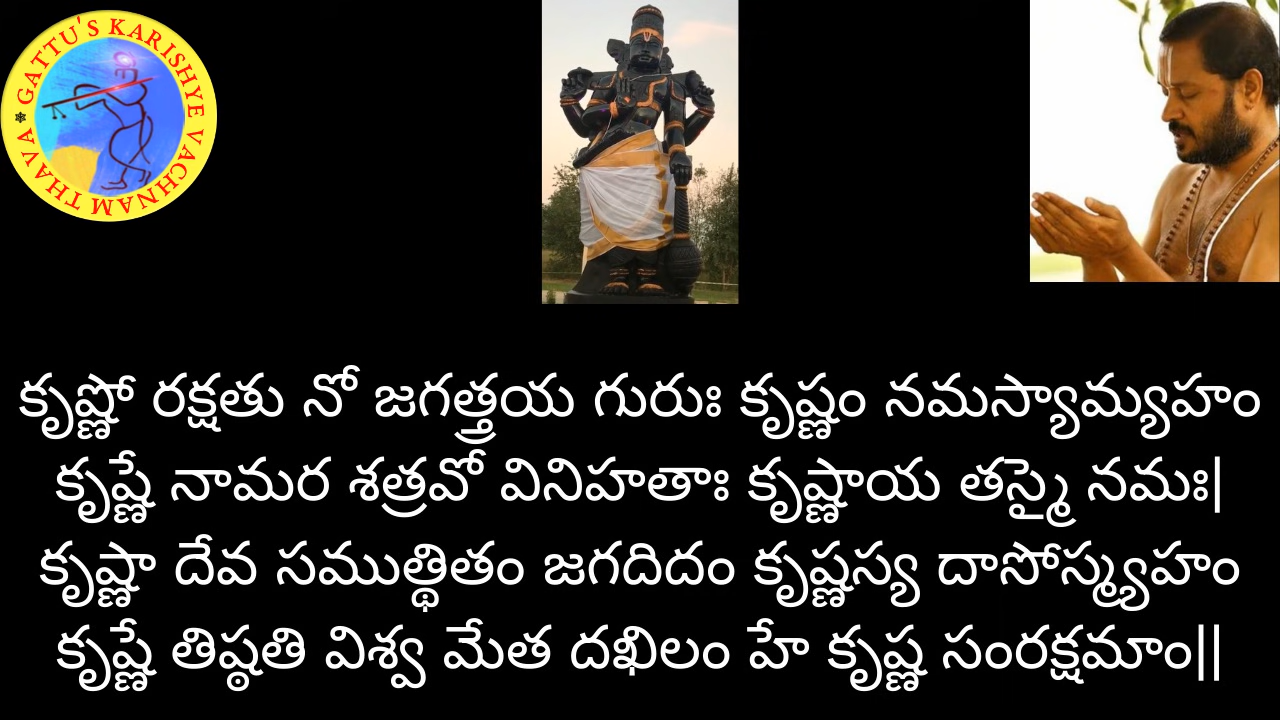 GATTU'S KARISHYE VACHNAM THAVA
కృష్ణో రక్షతు నో జగత్త్రయ గురుః కృష్ణం నమస్యామ్యహం
కృష్ణే నామర శత్రవో వినిహతాః కృష్ణాయ తస్మై నమః|
కృష్ణా దేవ సముత్థితం జగదిదం కృష్ణస్య దాసోస్మ్యహం
కృష్ణే తిష్ఠతి విశ్వ మేత దఖిలం హే కృష్ణ సంరక్షమాం||